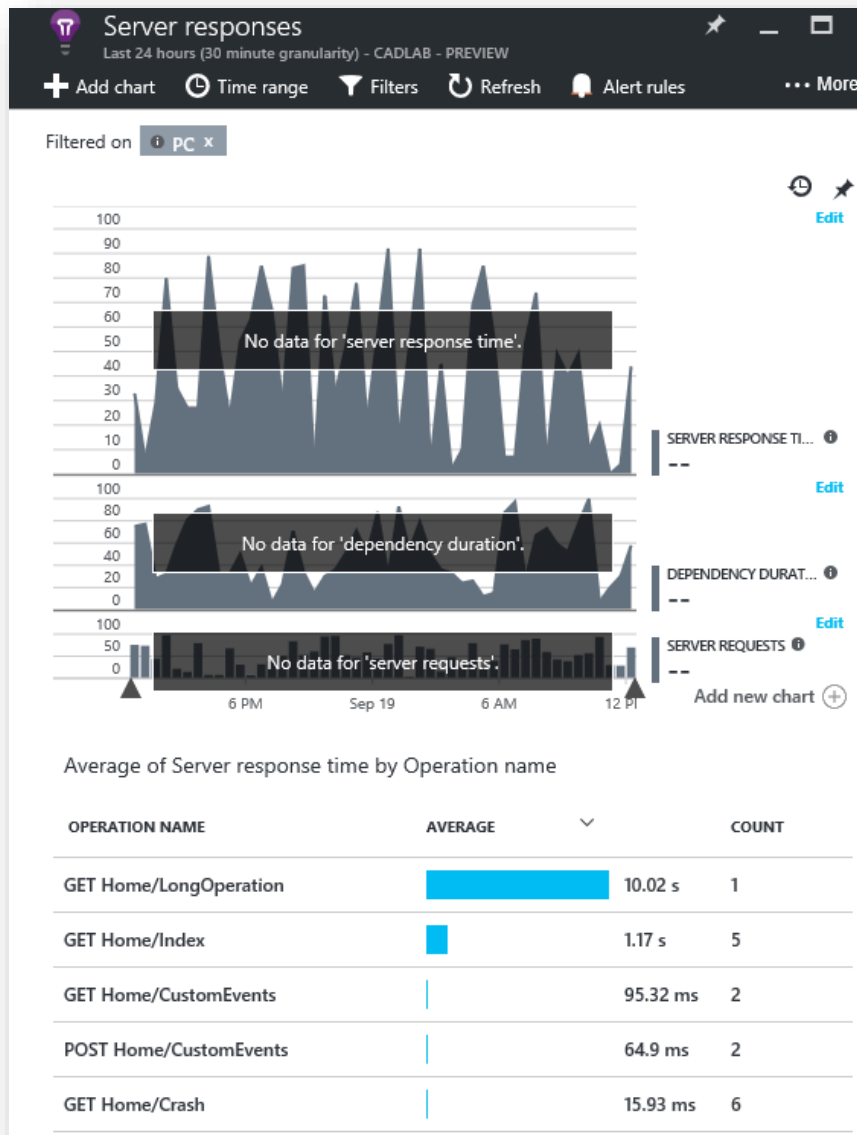 Server responses
Last 24 hours (30 minute granularity) - CADLAB - PREVIEW
Add chart Time range Filters Refresh Alert rules ... More
Filtered on PC x
Edit
100
90
80
70
60
50
40
30
20
10
0
No data for 'server response time'.
SERVER RESPONSE TI...
--
Edit
100
80
60
40
20
0
No data for 'dependency duration'.
DEPENDENCY DURAT...
--
Edit
100
50
0
No data for 'server requests'.
SERVER REQUESTS
--
6 PM Sep 19 6 AM 12 PI
Add new chart
Average of Server response time by Operation name
OPERATION NAME AVERAGE COUNT
GET Home/LongOperation 10.02 s 1
GET Home/Index 1.17 s 5
GET Home/CustomEvents 95.32 ms 2
POST Home/CustomEvents 64.9 ms 2
GET Home/Crash 15.93 ms 6